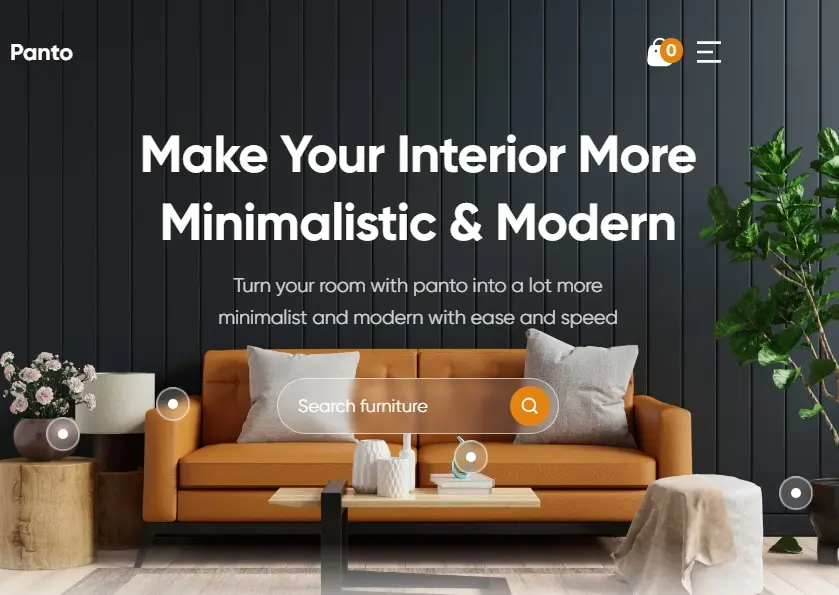 Panto
0
Make Your Interior More
Minimalistic & Modern
Turn your room with panto into a lot more
minimalist and modern with ease and speed
Search furniture